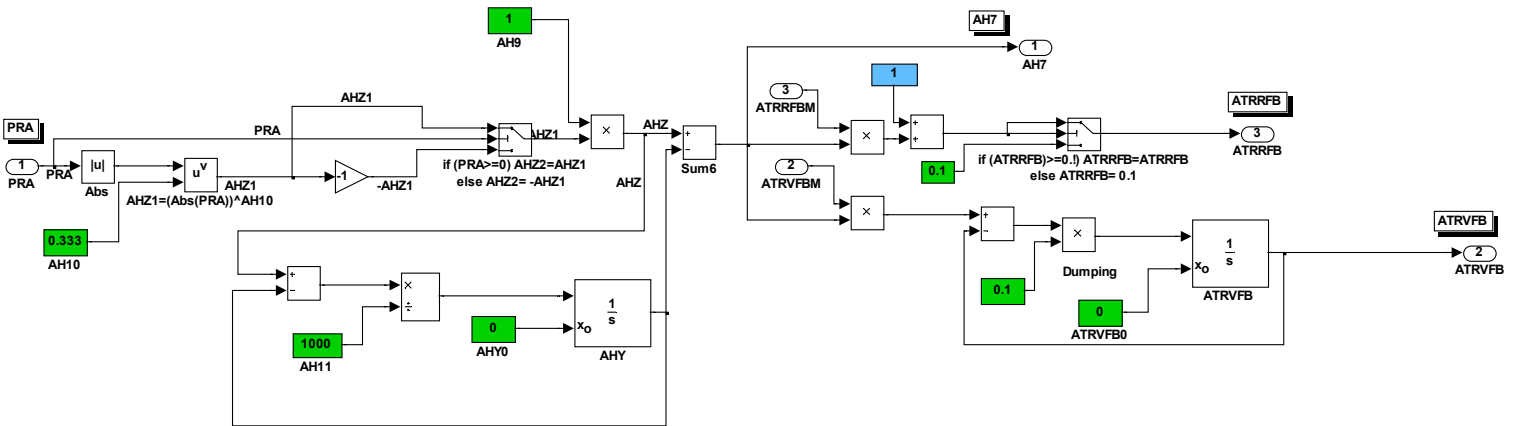 1
AH9
AH7
1
AH7
3
ATRRFBM
1
ATRRFB
3
ATRRFB
PRA
1
PRA
PRA
|u|
Abs
u^v
AHZ1
AHZ1=(Abs(PRA))^AH10
0.333
AH10
AHZ1
PRA
-1
-AHZ1
AHZ1
if (PRA>=0) AHZ2=AHZ1
else AHZ2= -AHZ1
×
AHZ
AHZ
+
−
Sum6
×
+
+
0.1
if (ATRRFB)>=0.!) ATRRFB=ATRRFB
else ATRRFB= 0.1
2
ATRVFBM
×
+
−
×
Dumping
0.1
1
s
xo
ATRVFB
0
ATRVFB0
ATRVFB
2
ATRVFB
+
−
×
÷
1000
AH11
0
AHY0
1
s
xo
AHY